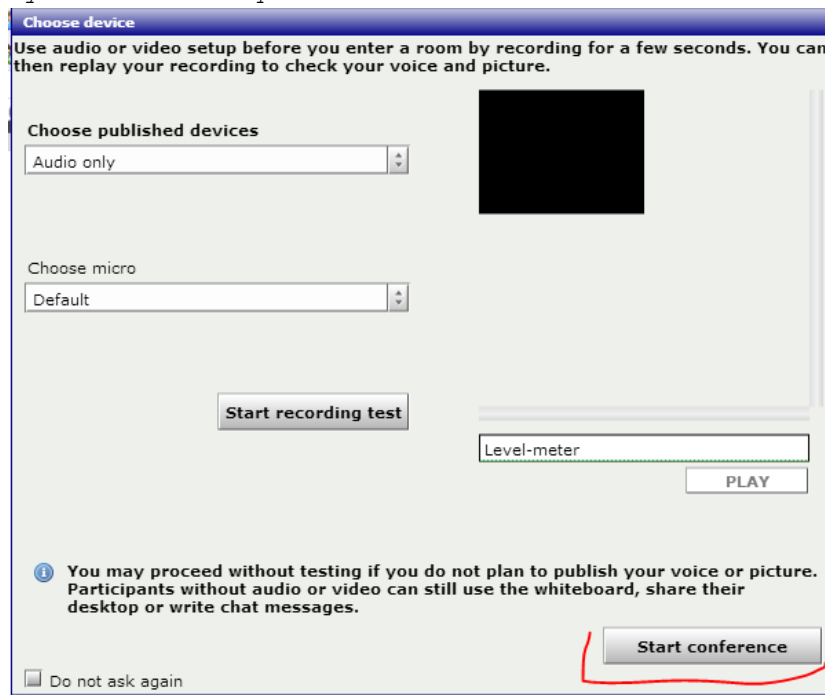 Choose device
Use audio or video setup before you enter a room by recording for a few seconds. You can
then replay your recording to check your voice and picture.
Choose published devices
Audio only
Choose micro
Default
Start recording test
Level-meter
PLAY
You may proceed without testing if you do not plan to publish your voice or picture.
Participants without audio or video can still use the whiteboard, share their
desktop or write chat messages.
Start conference
Do not ask again